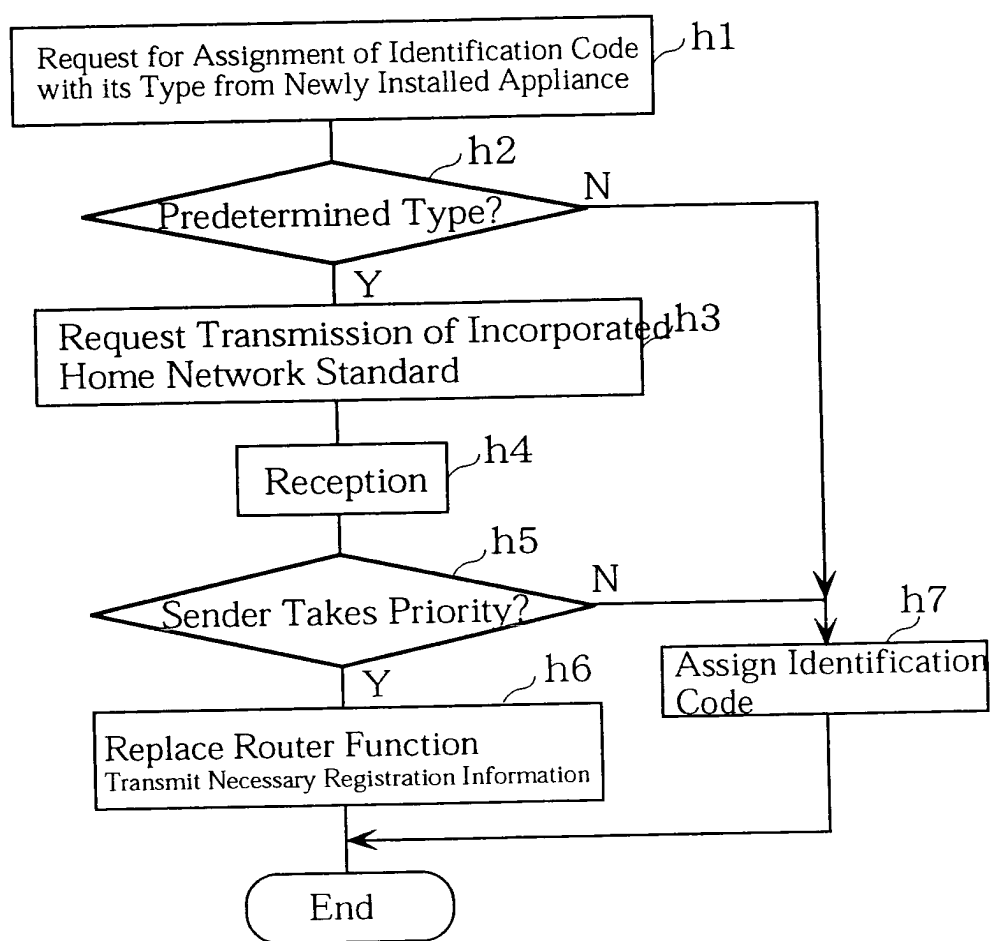 Request for Assignment of Identification Code
with its Type from Newly Installed Appliance
h1
h2
Predetermined Type?
N
Y
Request Transmission of Incorporated
Home Network Standard
h3
Reception
h4
h5
Sender Takes Priority?
N
Y
h6
Replace Router Function
Transmit Necessary Registration Information
h7
Assign Identification
Code
End